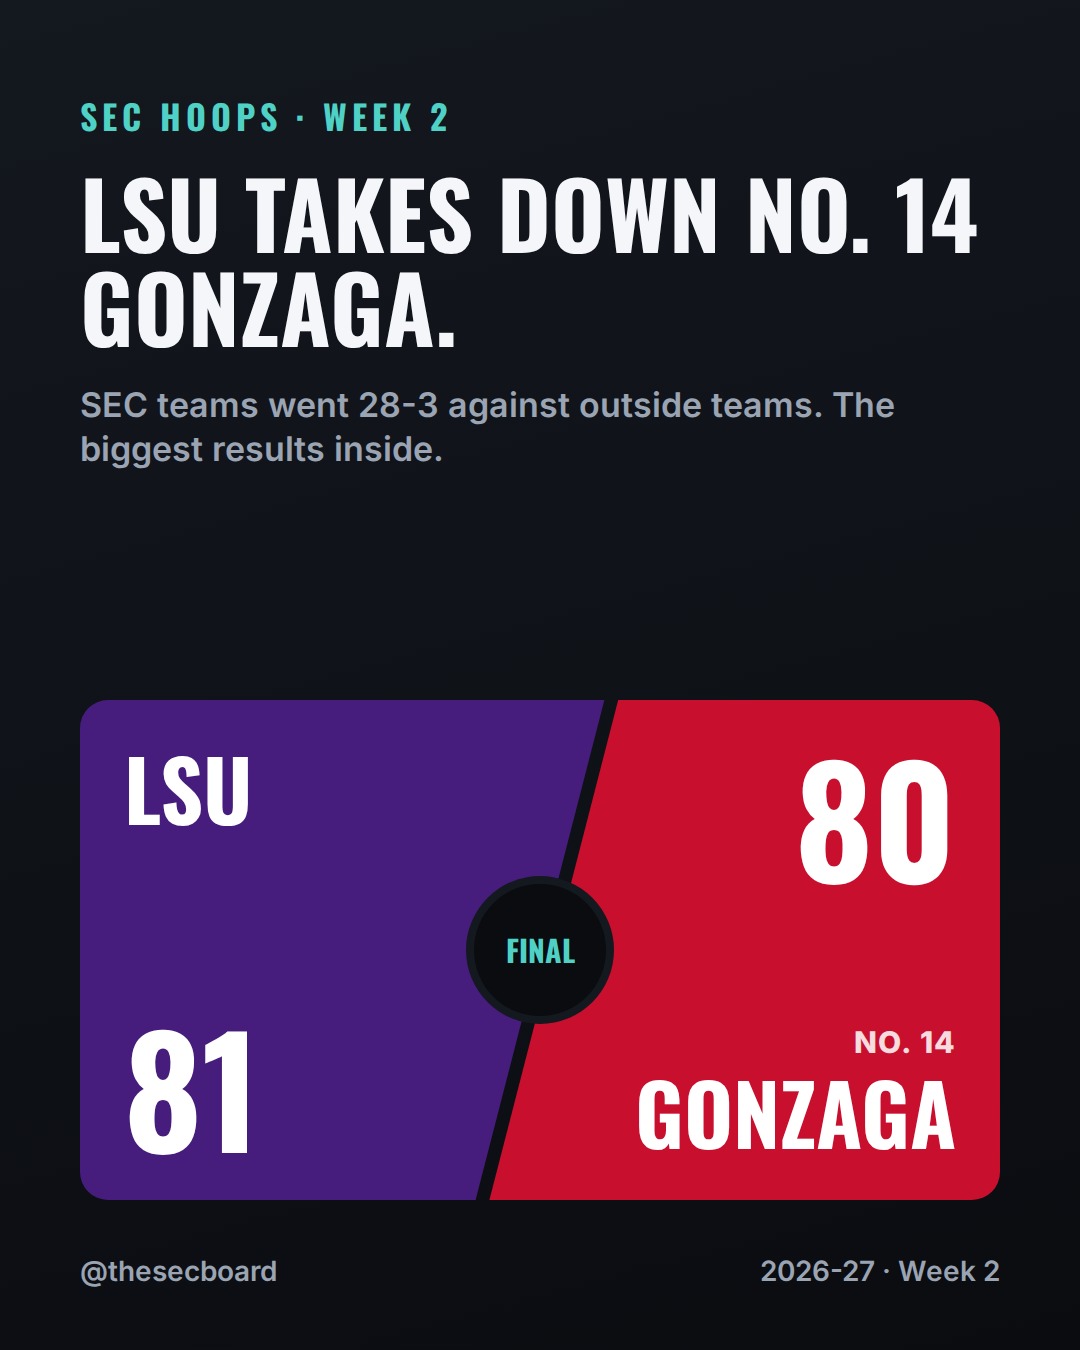 SEC HOOPS · WEEK 2
LSU TAKES DOWN NO. 14
GONZAGA.
SEC teams went 28-3 against outside teams. The
biggest results inside.
LSU
81
FINAL
80
NO. 14
GONZAGA
@thesecboard
2026-27 · Week 2